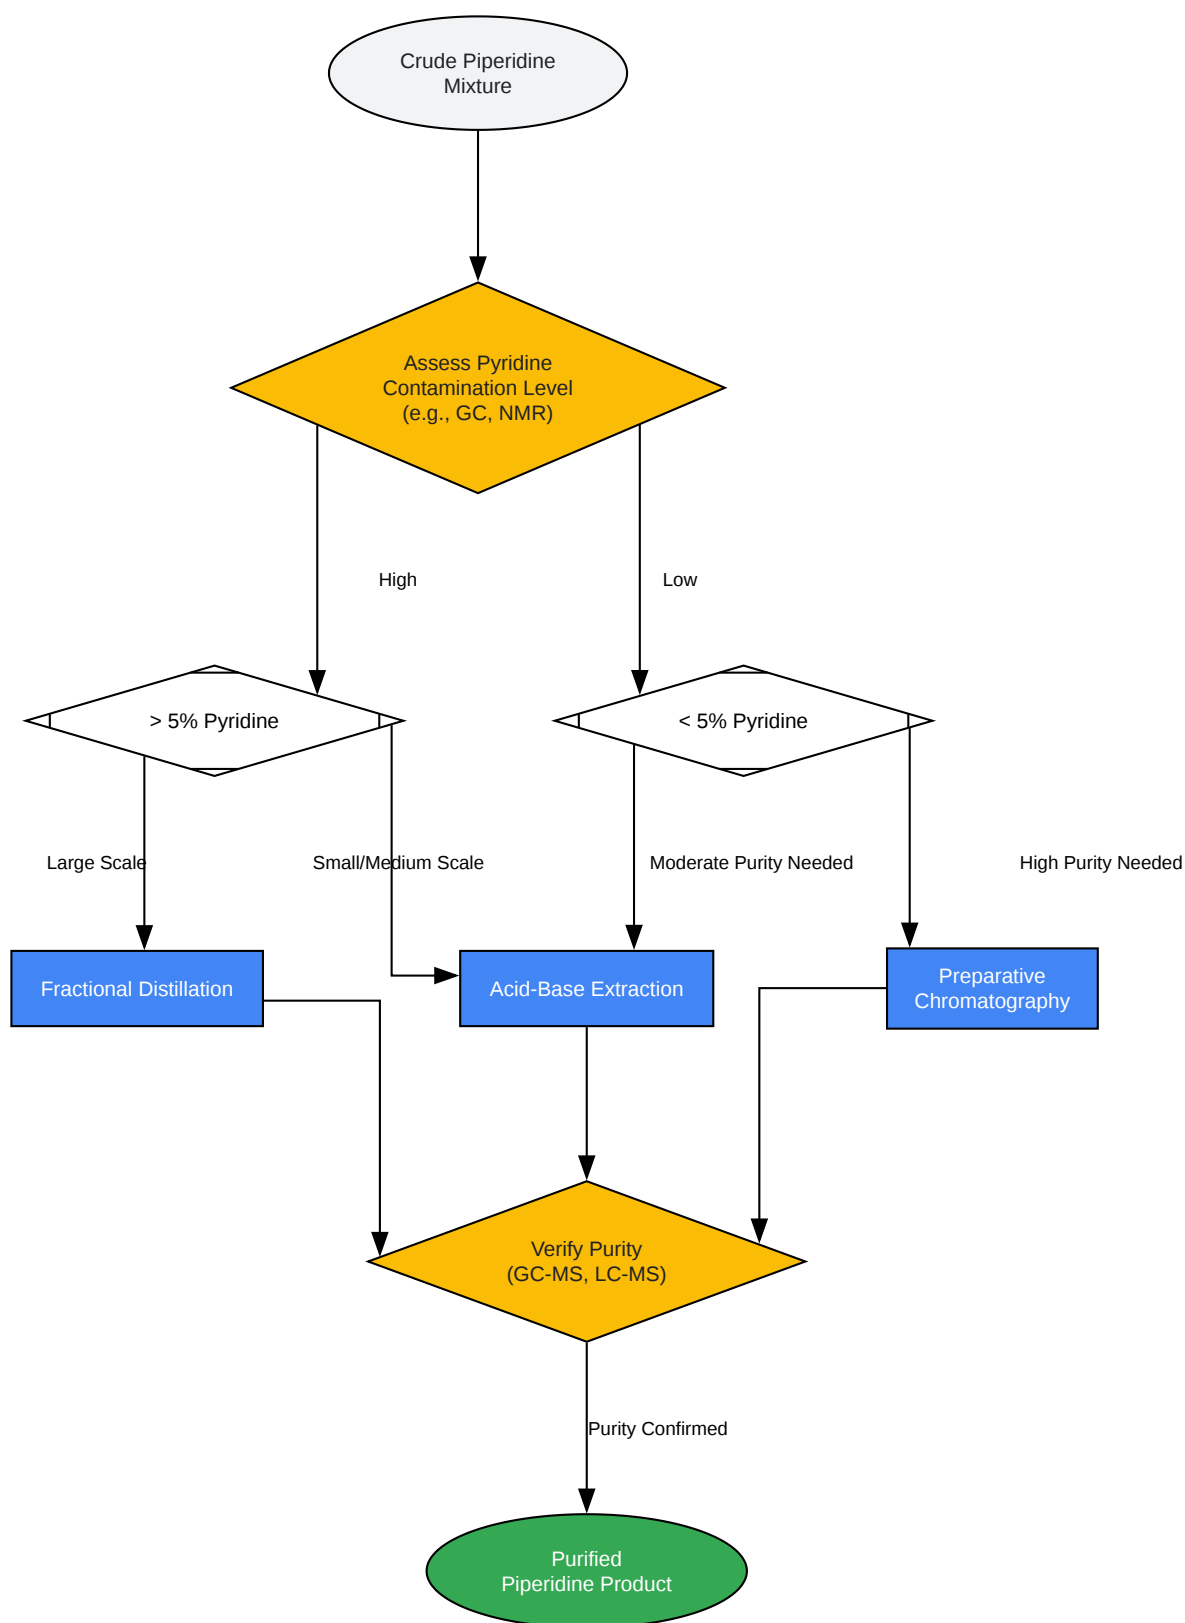 Crude Piperidine
Mixture
Assess Pyridine
Contamination Level
(e.g., GC, NMR)
High
Low
> 5% Pyridine
< 5% Pyridine
Large Scale
Small/Medium Scale
Moderate Purity Needed
High Purity Needed
Fractional Distillation
Acid-Base Extraction
Preparative
Chromatography
Verify Purity
(GC-MS, LC-MS)
Purity Confirmed
Purified
Piperidine Product